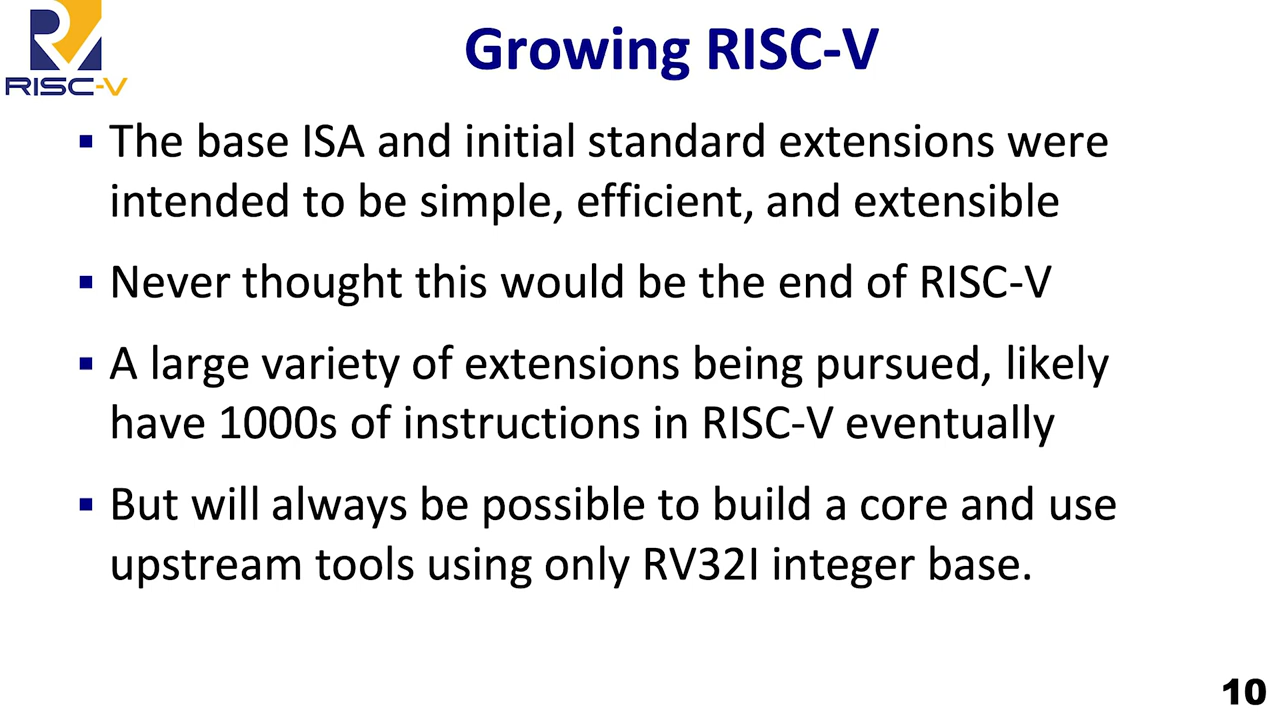 RISC-V
Growing RISC-V
▪ The base ISA and initial standard extensions were
intended to be simple, efficient, and extensible
▪ Never thought this would be the end of RISC-V
▪ A large variety of extensions being pursued, likely
have 1000s of instructions in RISC-V eventually
▪ But will always be possible to build a core and use
upstream tools using only RV32I integer base.
10